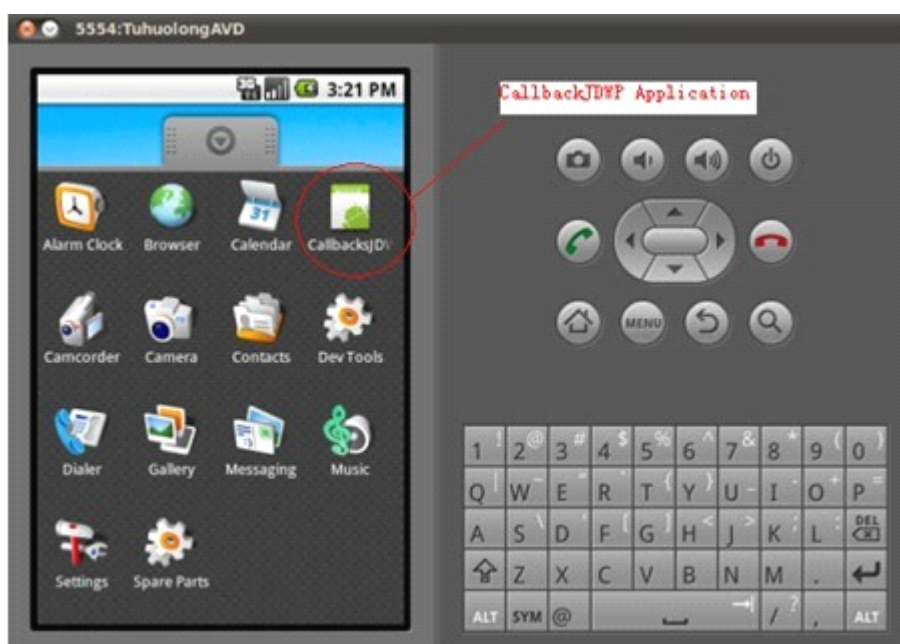 5554:TuhuolongAVD
3G
3:21 PM
CallbackJDWP Application
Alarm Clock
Browser
31
Calendar
CallbacksJD
Camcorder
Camera
Contacts
Dev Tools
Dialer
Gallery
Messaging
Music
Settings
Spare Parts
MENU
1 ! 2 @ 3 # 4 $ 5 % 6 ^ 7 & 8 * 9 ( 0 )
Q | W ~ E " R ` T { Y } U - I O + P =
A S \ D ' F [ G ] H < J > K ; L : DEL
Z X C V B N M .
ALT SYM @ / ? , ALT